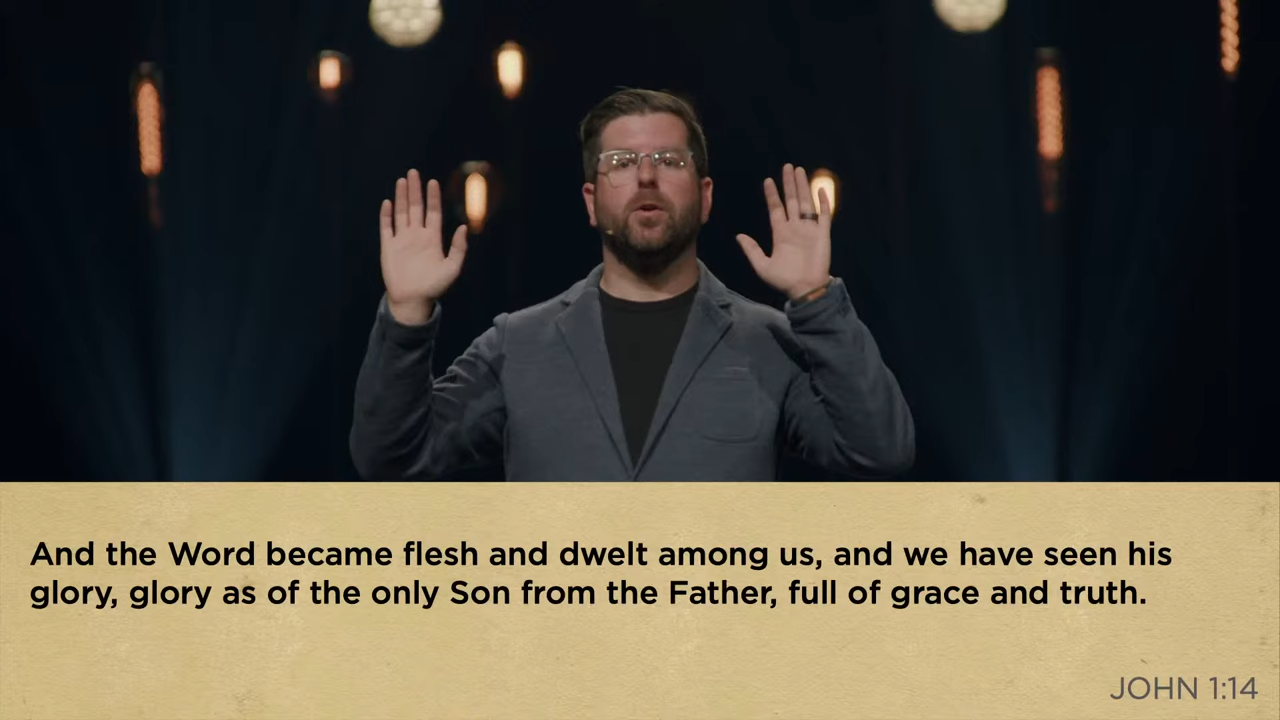 And the Word became flesh and dwelt among us, and we have seen his
glory, glory as of the only Son from the Father, full of grace and truth.
JOHN 1:14